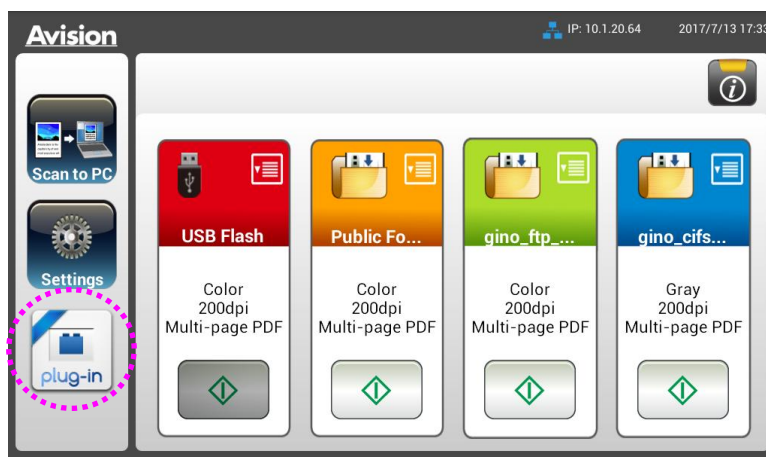 Avision
IP: 10.1.20.64
2017/7/13 17:33
Scan to PC
Settings
plug-in
USB Flash
Color
200dpi
Multi-page PDF
Public Fo...
Color
200dpi
Multi-page PDF
gino_ftp_...
Color
200dpi
Multi-page PDF
gino_cifs...
Gray
200dpi
Multi-page PDF